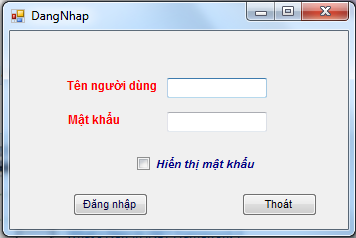 DangNhap
Tên người dùng
Mật khẩu
Hiển thị mật khẩu
Đăng nhập Thoát